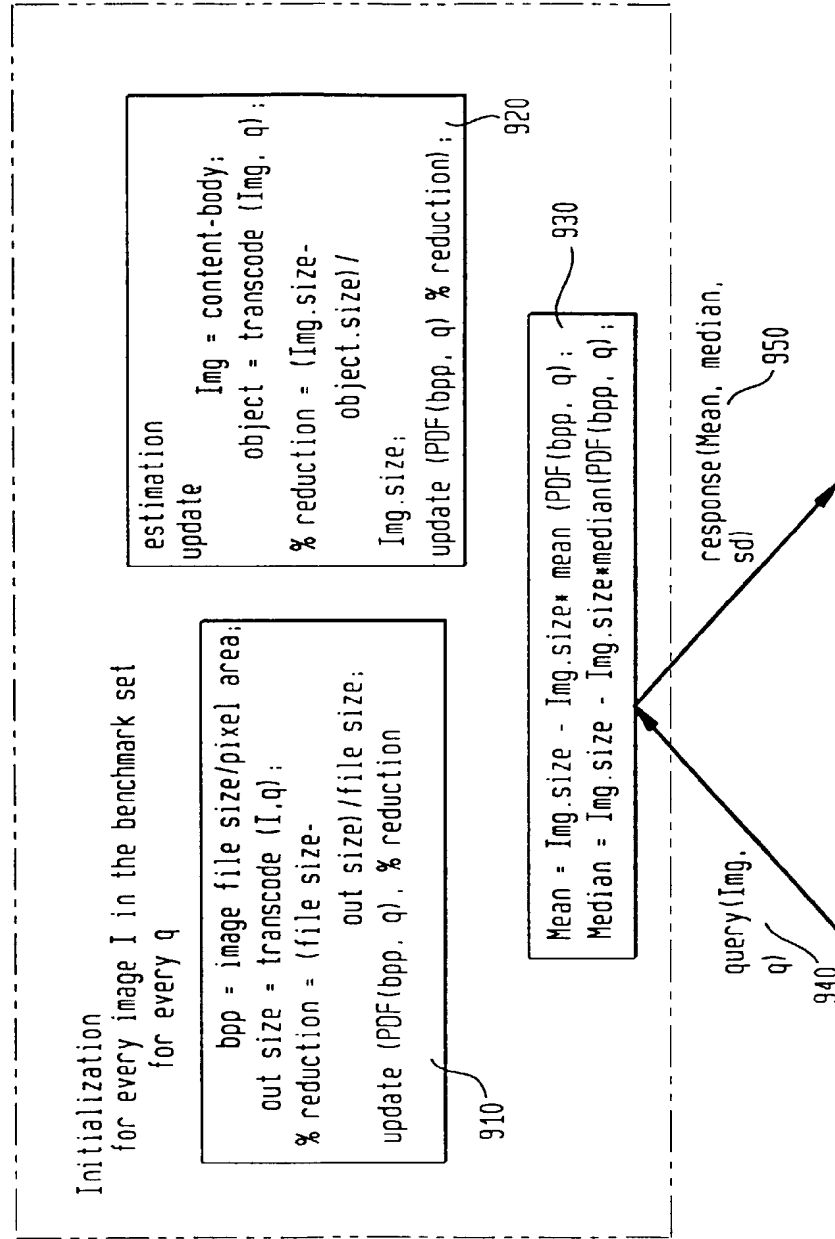 Initialization
for every image I in the benchmark set
for every q
bpp = image file size/pixel area;
out size = transcode (I,q);
% reduction = (file size-
out size)/file size;
update (PDF(bpp, q), % reduction
910
estimation
update
Img = content-body;
object = transcode (Img, q);
% reduction = (Img.size-
object.size)/
Img.size;
update (PDF(bpp, q) % reduction);
920
Mean = Img.size - Img.size* mean (PDF(bpp, q);
Median = Img.size - Img.size*median(PDF(bpp, q);
930
query(Img,
q)
940
response(Mean, median,
sd)
950